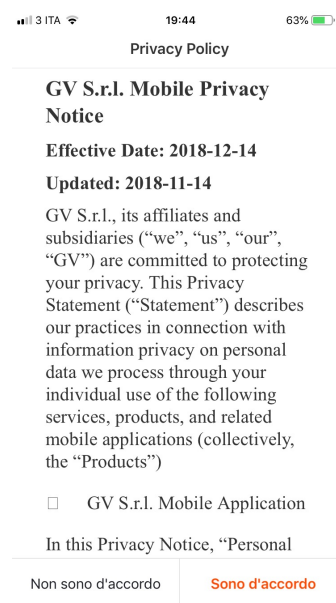 3 ITA 19:44 63%
Privacy Policy
GV S.r.l. Mobile Privacy
Notice
Effective Date: 2018-12-14
Updated: 2018-11-14
GV S.r.l., its affiliates and
subsidiaries (“we”, “us”, “our”,
“GV”) are committed to protecting
your privacy. This Privacy
Statement (“Statement”) describes
our practices in connection with
information privacy on personal
data we process through your
individual use of the following
services, products, and related
mobile applications (collectively,
the “Products”)
GV S.r.l. Mobile Application
In this Privacy Notice, “Personal
Non sono d'accordo Sono d'accordo